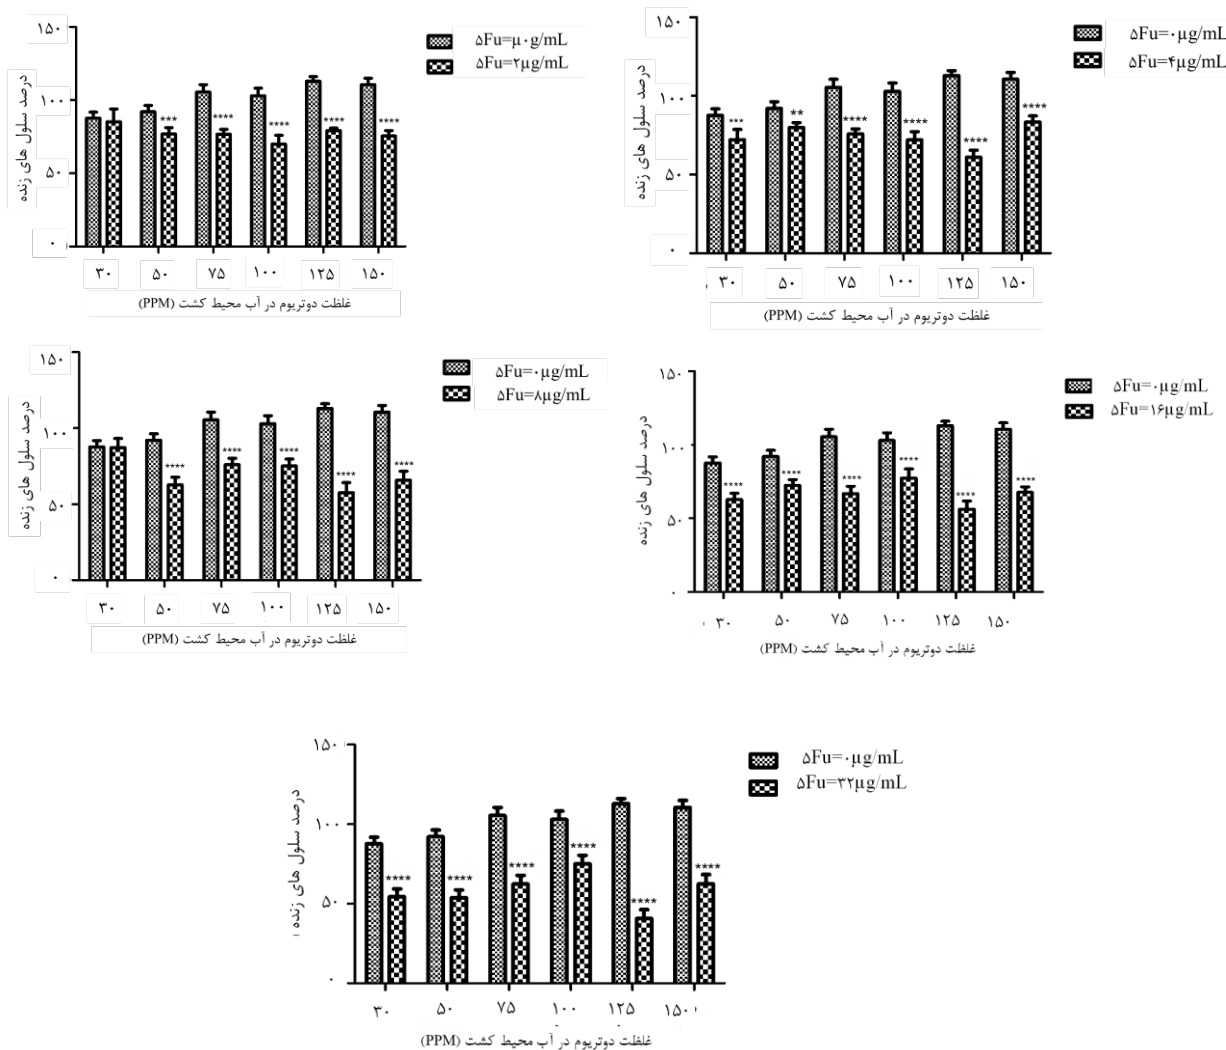 ۱۵۰
۱۰۰
۵۰
۰
درصد سلول های زنده
۵Fu=μ۰g/mL
۵Fu=۲μg/mL
***
****
****
****
****
۳۰ ۵۰ ۷۵ ۱۰۰ ۱۲۵ ۱۵۰
غلظت دوتریوم در آب محیط کشت (PPM)
۱۵۰
۱۰۰
۵۰
۰
درصد سلول های زنده
۵Fu=۰μg/mL
۵Fu=۴μg/mL
***
**
****
****
****
****
۳۰ ۵۰ ۷۵ ۱۰۰ ۱۲۵ ۱۵۰
غلظت دوتریوم در آب محیط کشت (PPM)
۱۵۰
۱۰۰
۵۰
۰
درصد سلول های زنده
۵Fu=۰μg/mL
۵Fu=۸μg/mL
****
****
****
****
****
۳۰ ۵۰ ۷۵ ۱۰۰ ۱۲۵ ۱۵۰
غلظت دوتریوم در آب محیط کشت (PPM)
۱۵۰
۱۰۰
۵۰
۰
درصد سلول های زنده
۵Fu=۰μg/mL
۵Fu=۱۶μg/mL
****
****
****
****
****
****
۳۰ ۵۰ ۷۵ ۱۰۰ ۱۲۵ ۱۵۰
غلظت دوتریوم در آب محیط کشت (PPM)
۱۵۰
۱۰۰
۵۰
۰
درصد سلول های زنده
۵Fu=۰μg/mL
۵Fu=۳۲μg/mL
****
****
****
****
****
****
۳۰ ۵۰ ۷۵ ۱۰۰ ۱۲۵ ۱۵۰
غلظت دوتریوم در آب محیط کشت (PPM)